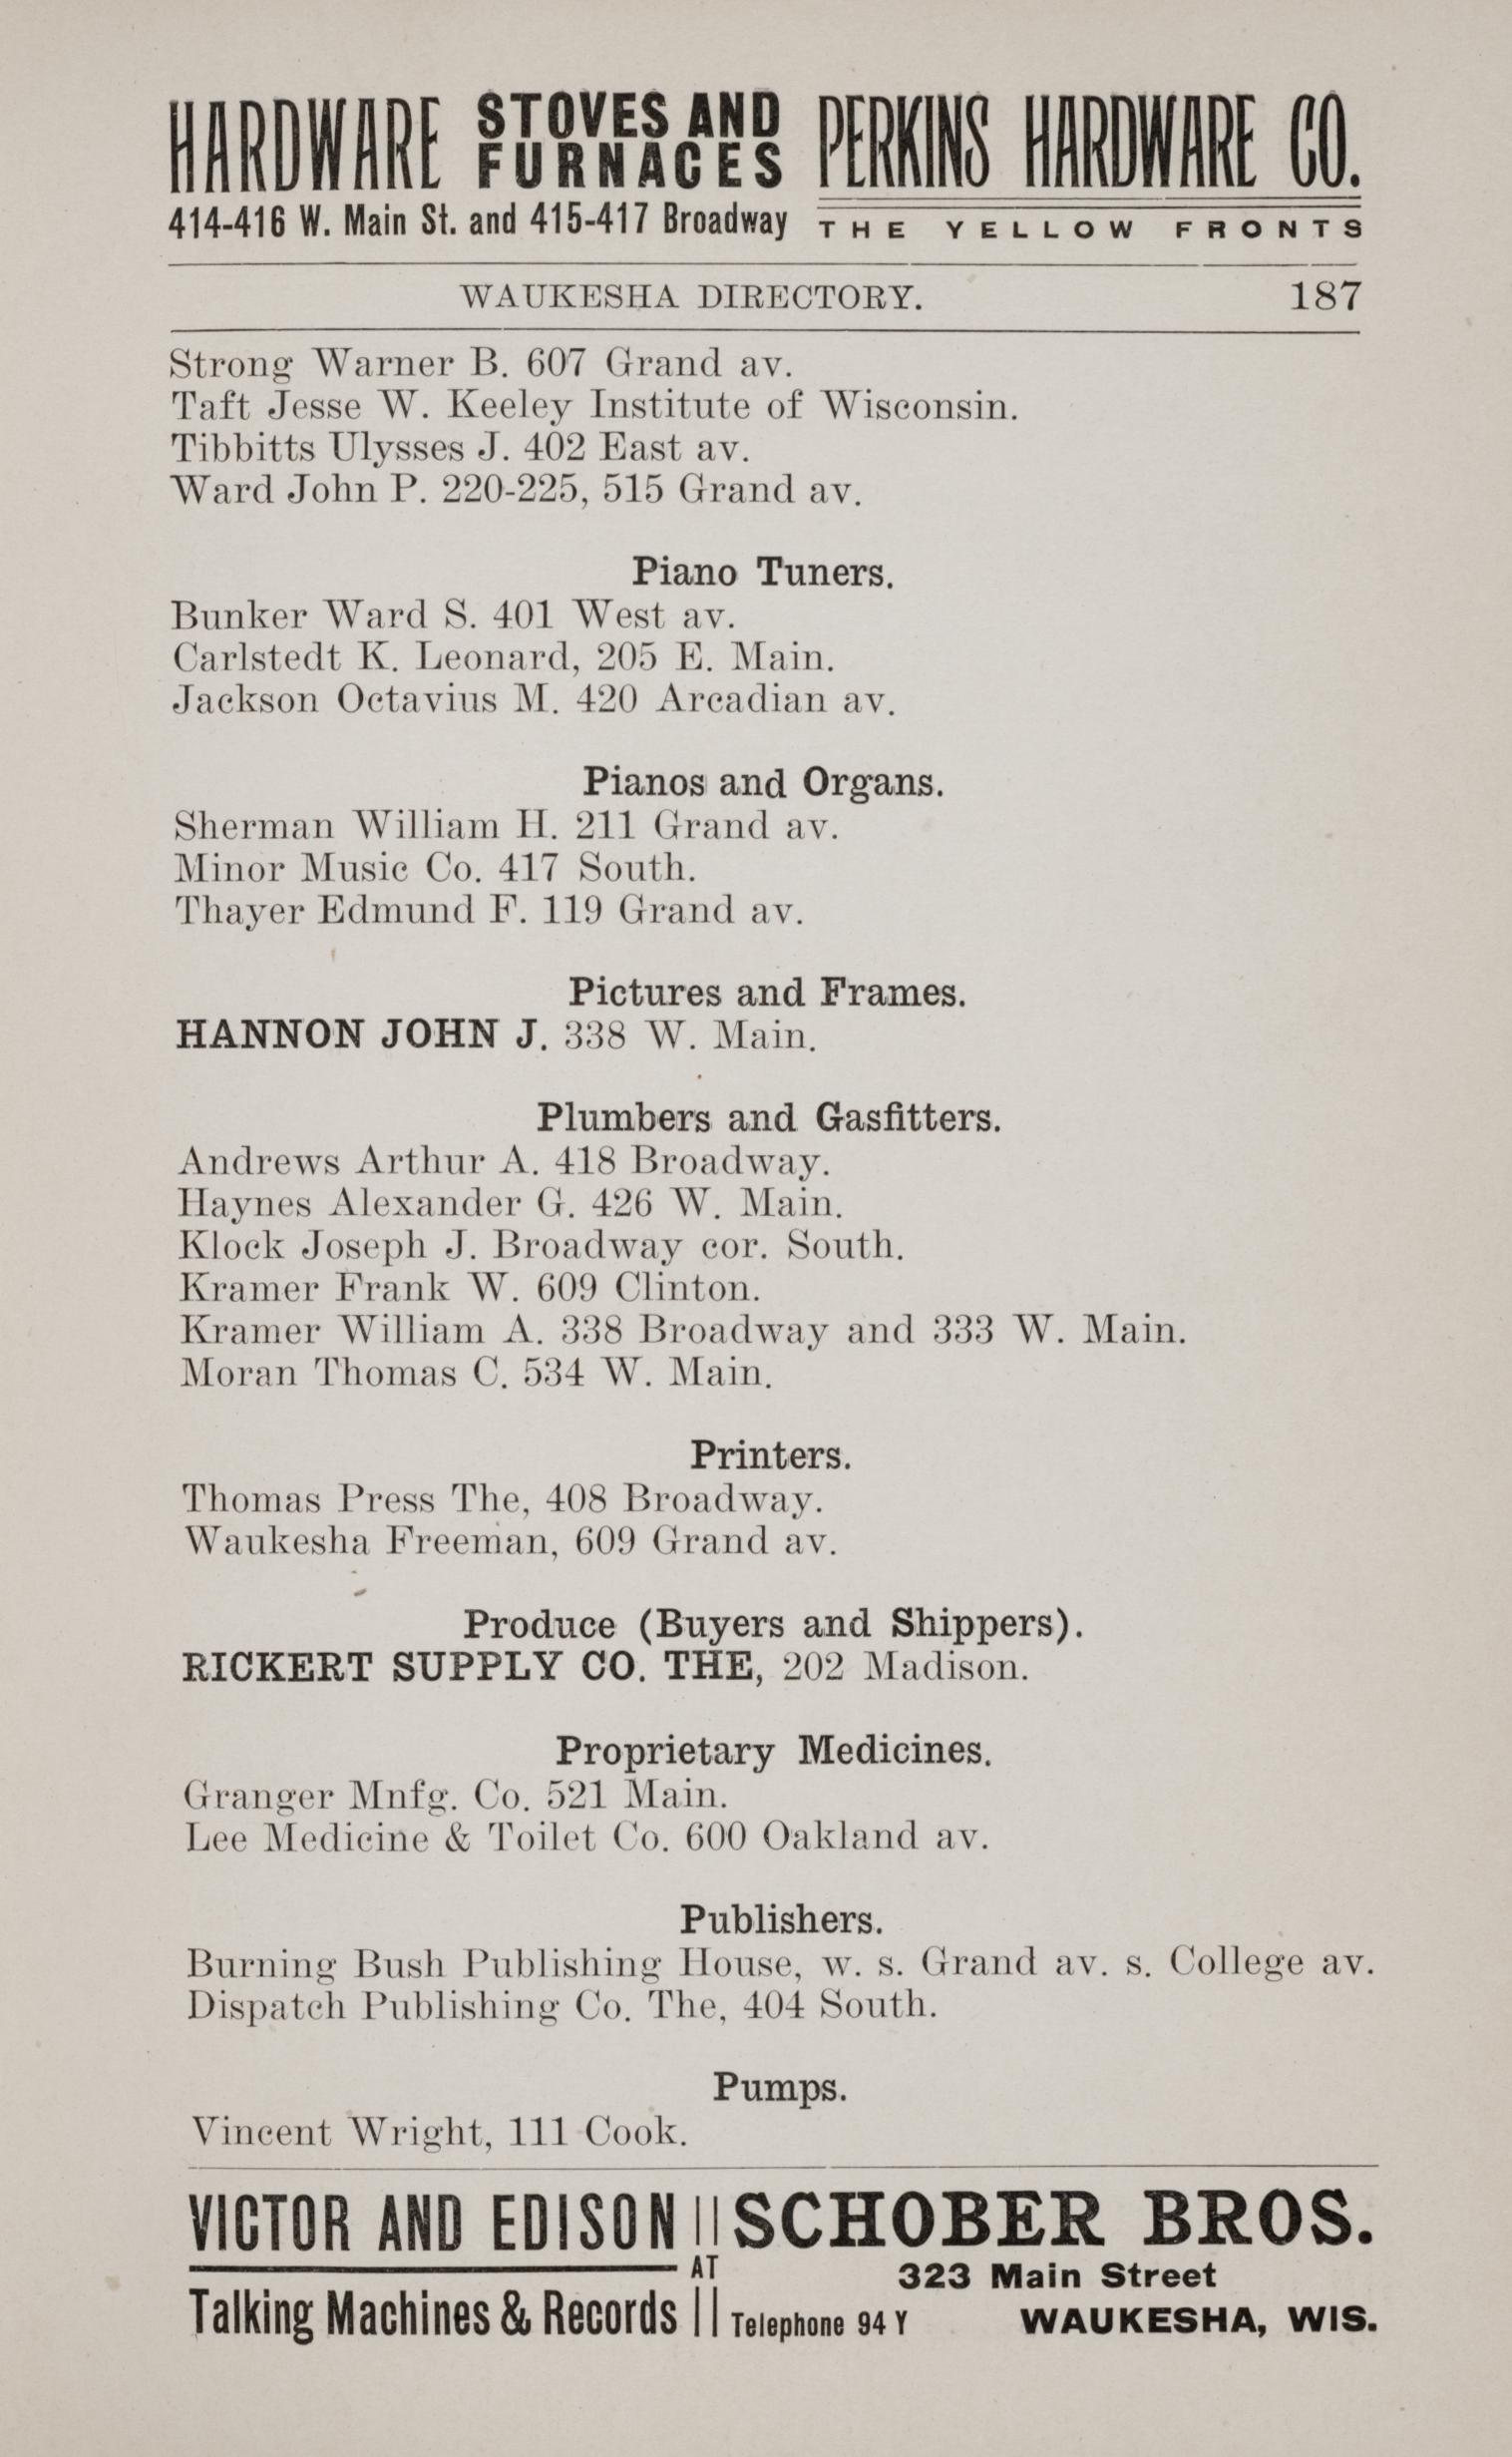 HARDWARE STOVES AND FURNACES PERKINS HARDWARE CO.
414-416 W. Main St. and 415-417 Broadway THE YELLOW FRONTS
WAUKESHA DIRECTORY. 187
Strong Warner B. 607 Grand av.
Taft Jesse W. Keeley Institute of Wisconsin.
Tibbitts Ulysses J. 402 East av.
Ward John P. 220-225, 515 Grand av.
Piano Tuners.
Bunker Ward S. 401 West av.
Carlstedt K. Leonard, 205 E. Main.
Jackson Octavius M. 420 Arcadian av.
Pianos and Organs.
Sherman William H. 211 Grand av.
Minor Music Co. 417 South.
Thayer Edmund F. 119 Grand av.
Pictures and Frames.
HANNON JOHN J. 338 W. Main.
Plumbers and Gasfitters.
Andrews Arthur A. 418 Broadway.
Haynes Alexander G. 426 W. Main.
Klock Joseph J. Broadway cor. South.
Kramer Frank W. 609 Clinton.
Kramer William A. 338 Broadway and 333 W. Main.
Moran Thomas C. 534 W. Main.
Printers.
Thomas Press The, 408 Broadway.
Waukesha Freeman, 609 Grand av.
Produce (Buyers and Shippers).
RICKERT SUPPLY CO. THE, 202 Madison.
Proprietary Medicines.
Granger Mnfg. Co. 521 Main.
Lee Medicine & Toilet Co. 600 Oakland av.
Publishers.
Burning Bush Publishing House, w. s. Grand av. s. College av.
Dispatch Publishing Co. The, 404 South.
Pumps.
Vincent Wright, 111 Cook.
VICTOR AND EDISON SCHOBER BROS.
AT 323 Main Street
Talking Machines & Records Telephone 94 Y WAUKESHA, WIS.